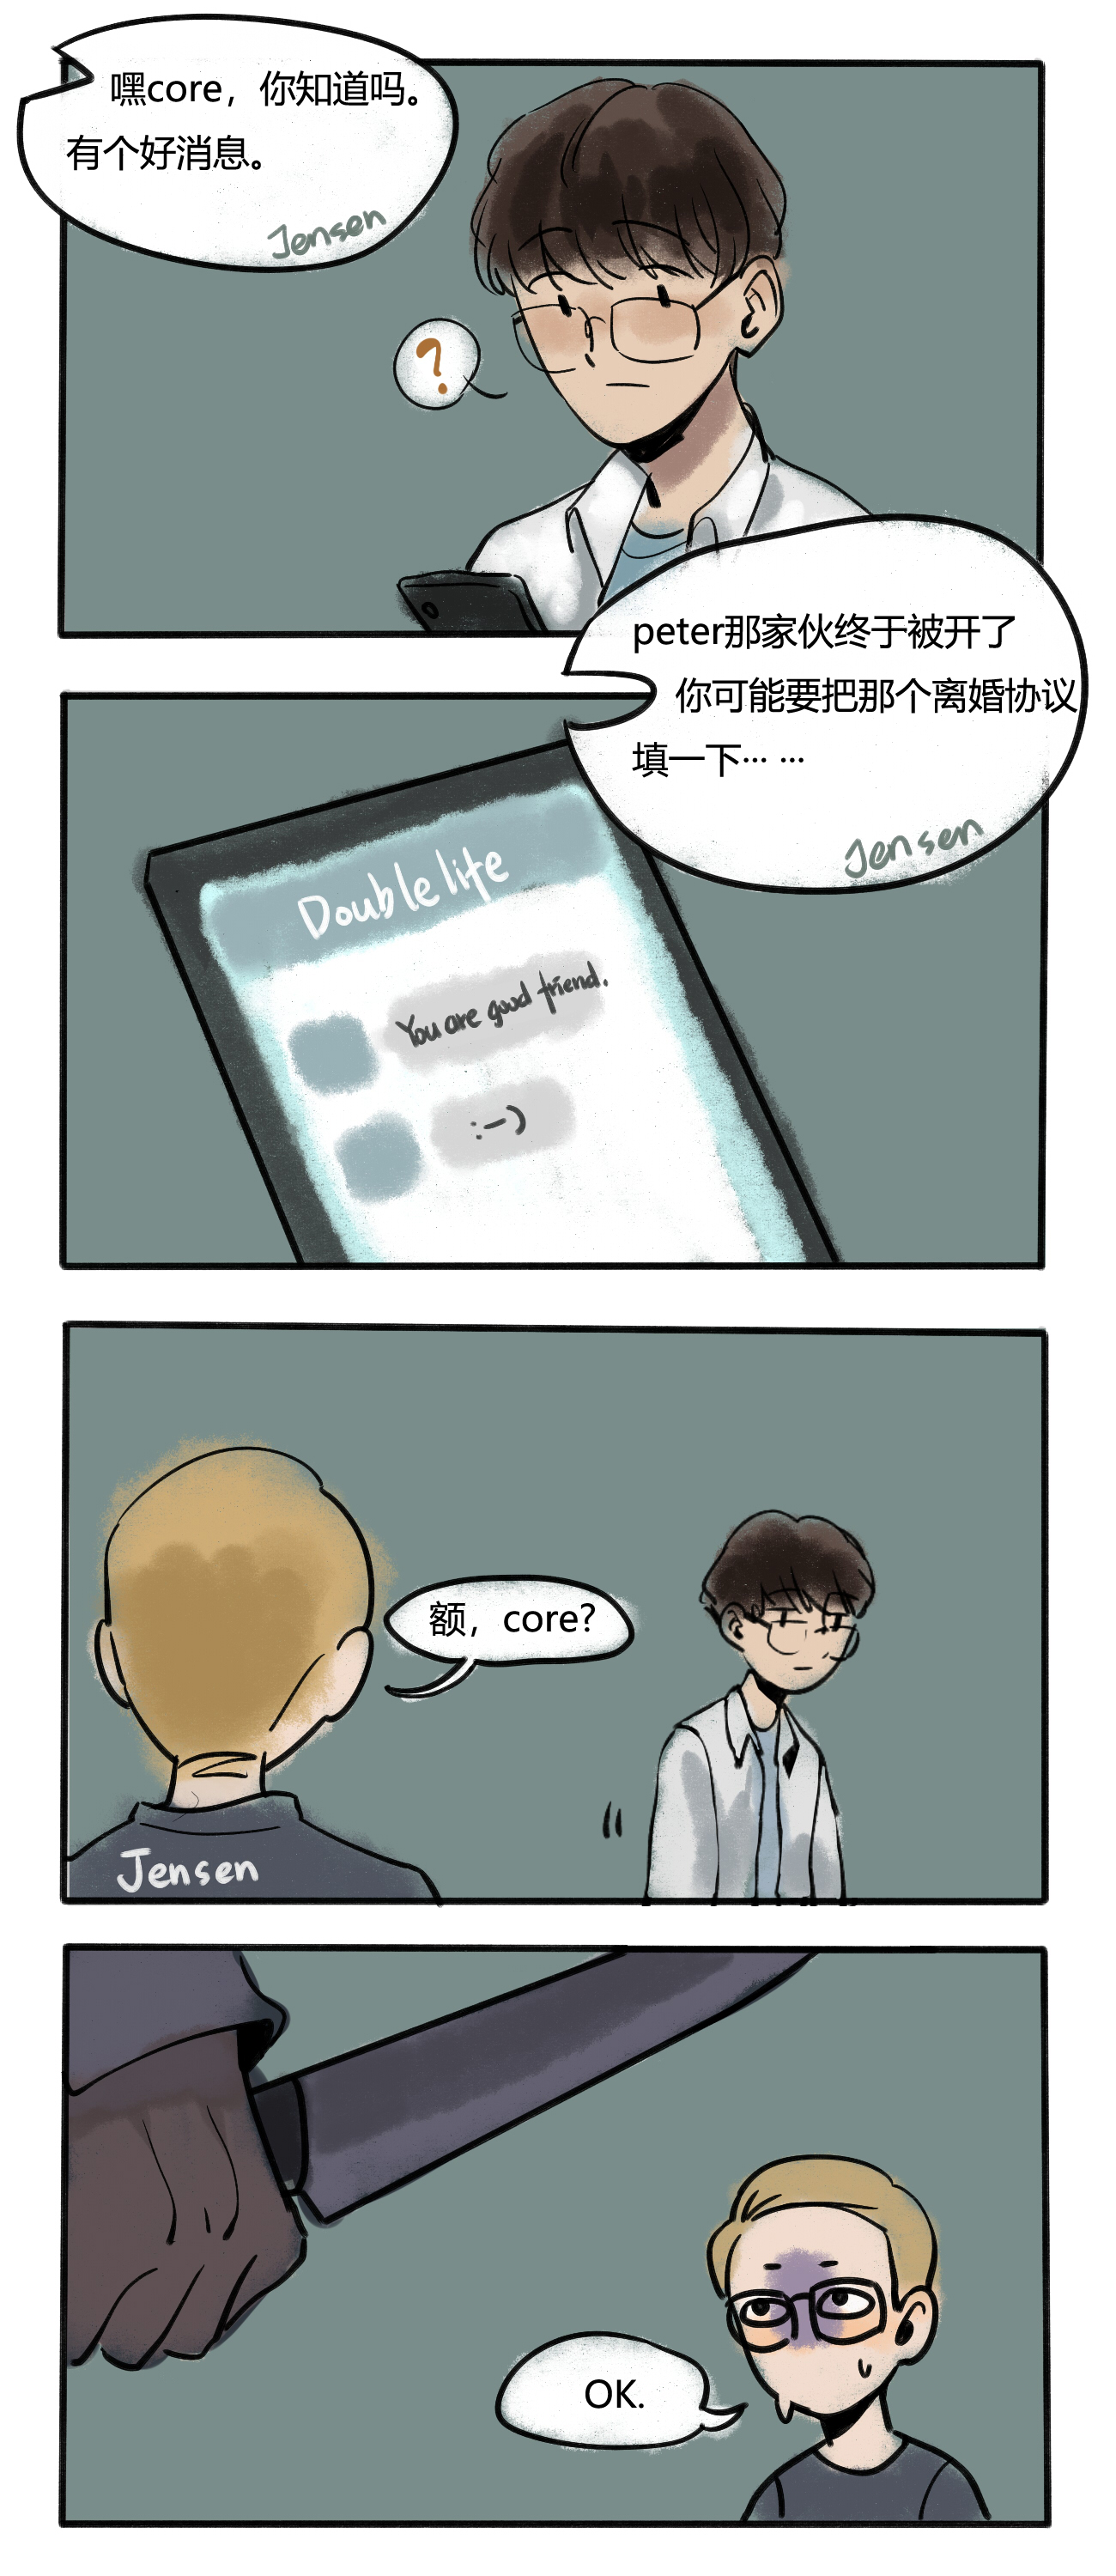 嘿core，你知道吗。
有个好消息。
Jensen
?
peter那家伙终于被开了
你可能要把那个离婚协议
填一下… …
Jensen
Double life
You are good friend.
:-)
额，core?
Jensen
OK.